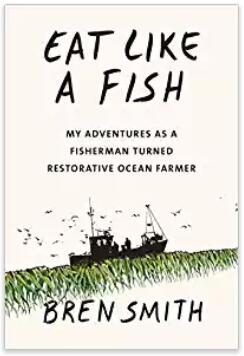 EAT LIKE
A FISH
MY ADVENTURES AS A
FISHERMAN TURNED
RESTORATIVE OCEAN FARMER
BREN SMITH